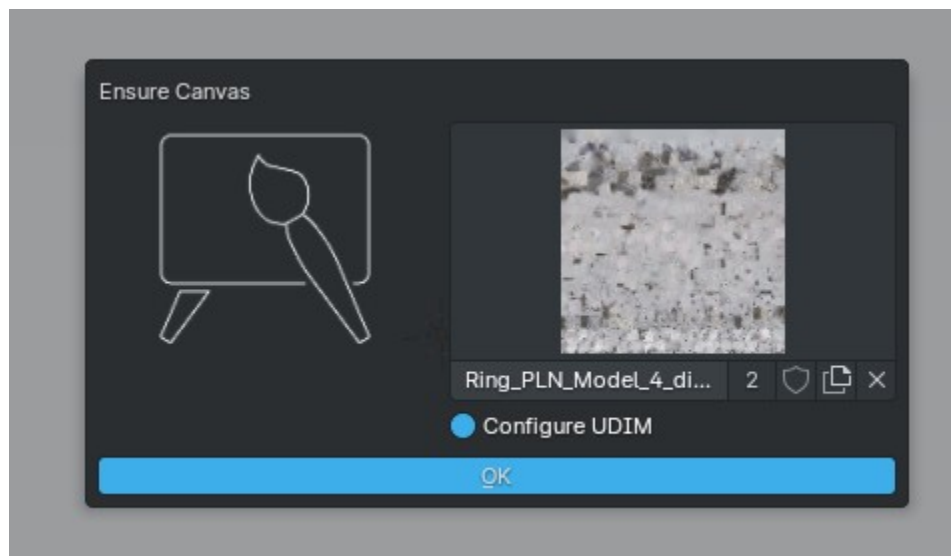 Ensure Canvas
Ring_PLN_Model_4_di... 2
Configure UDIM
OK